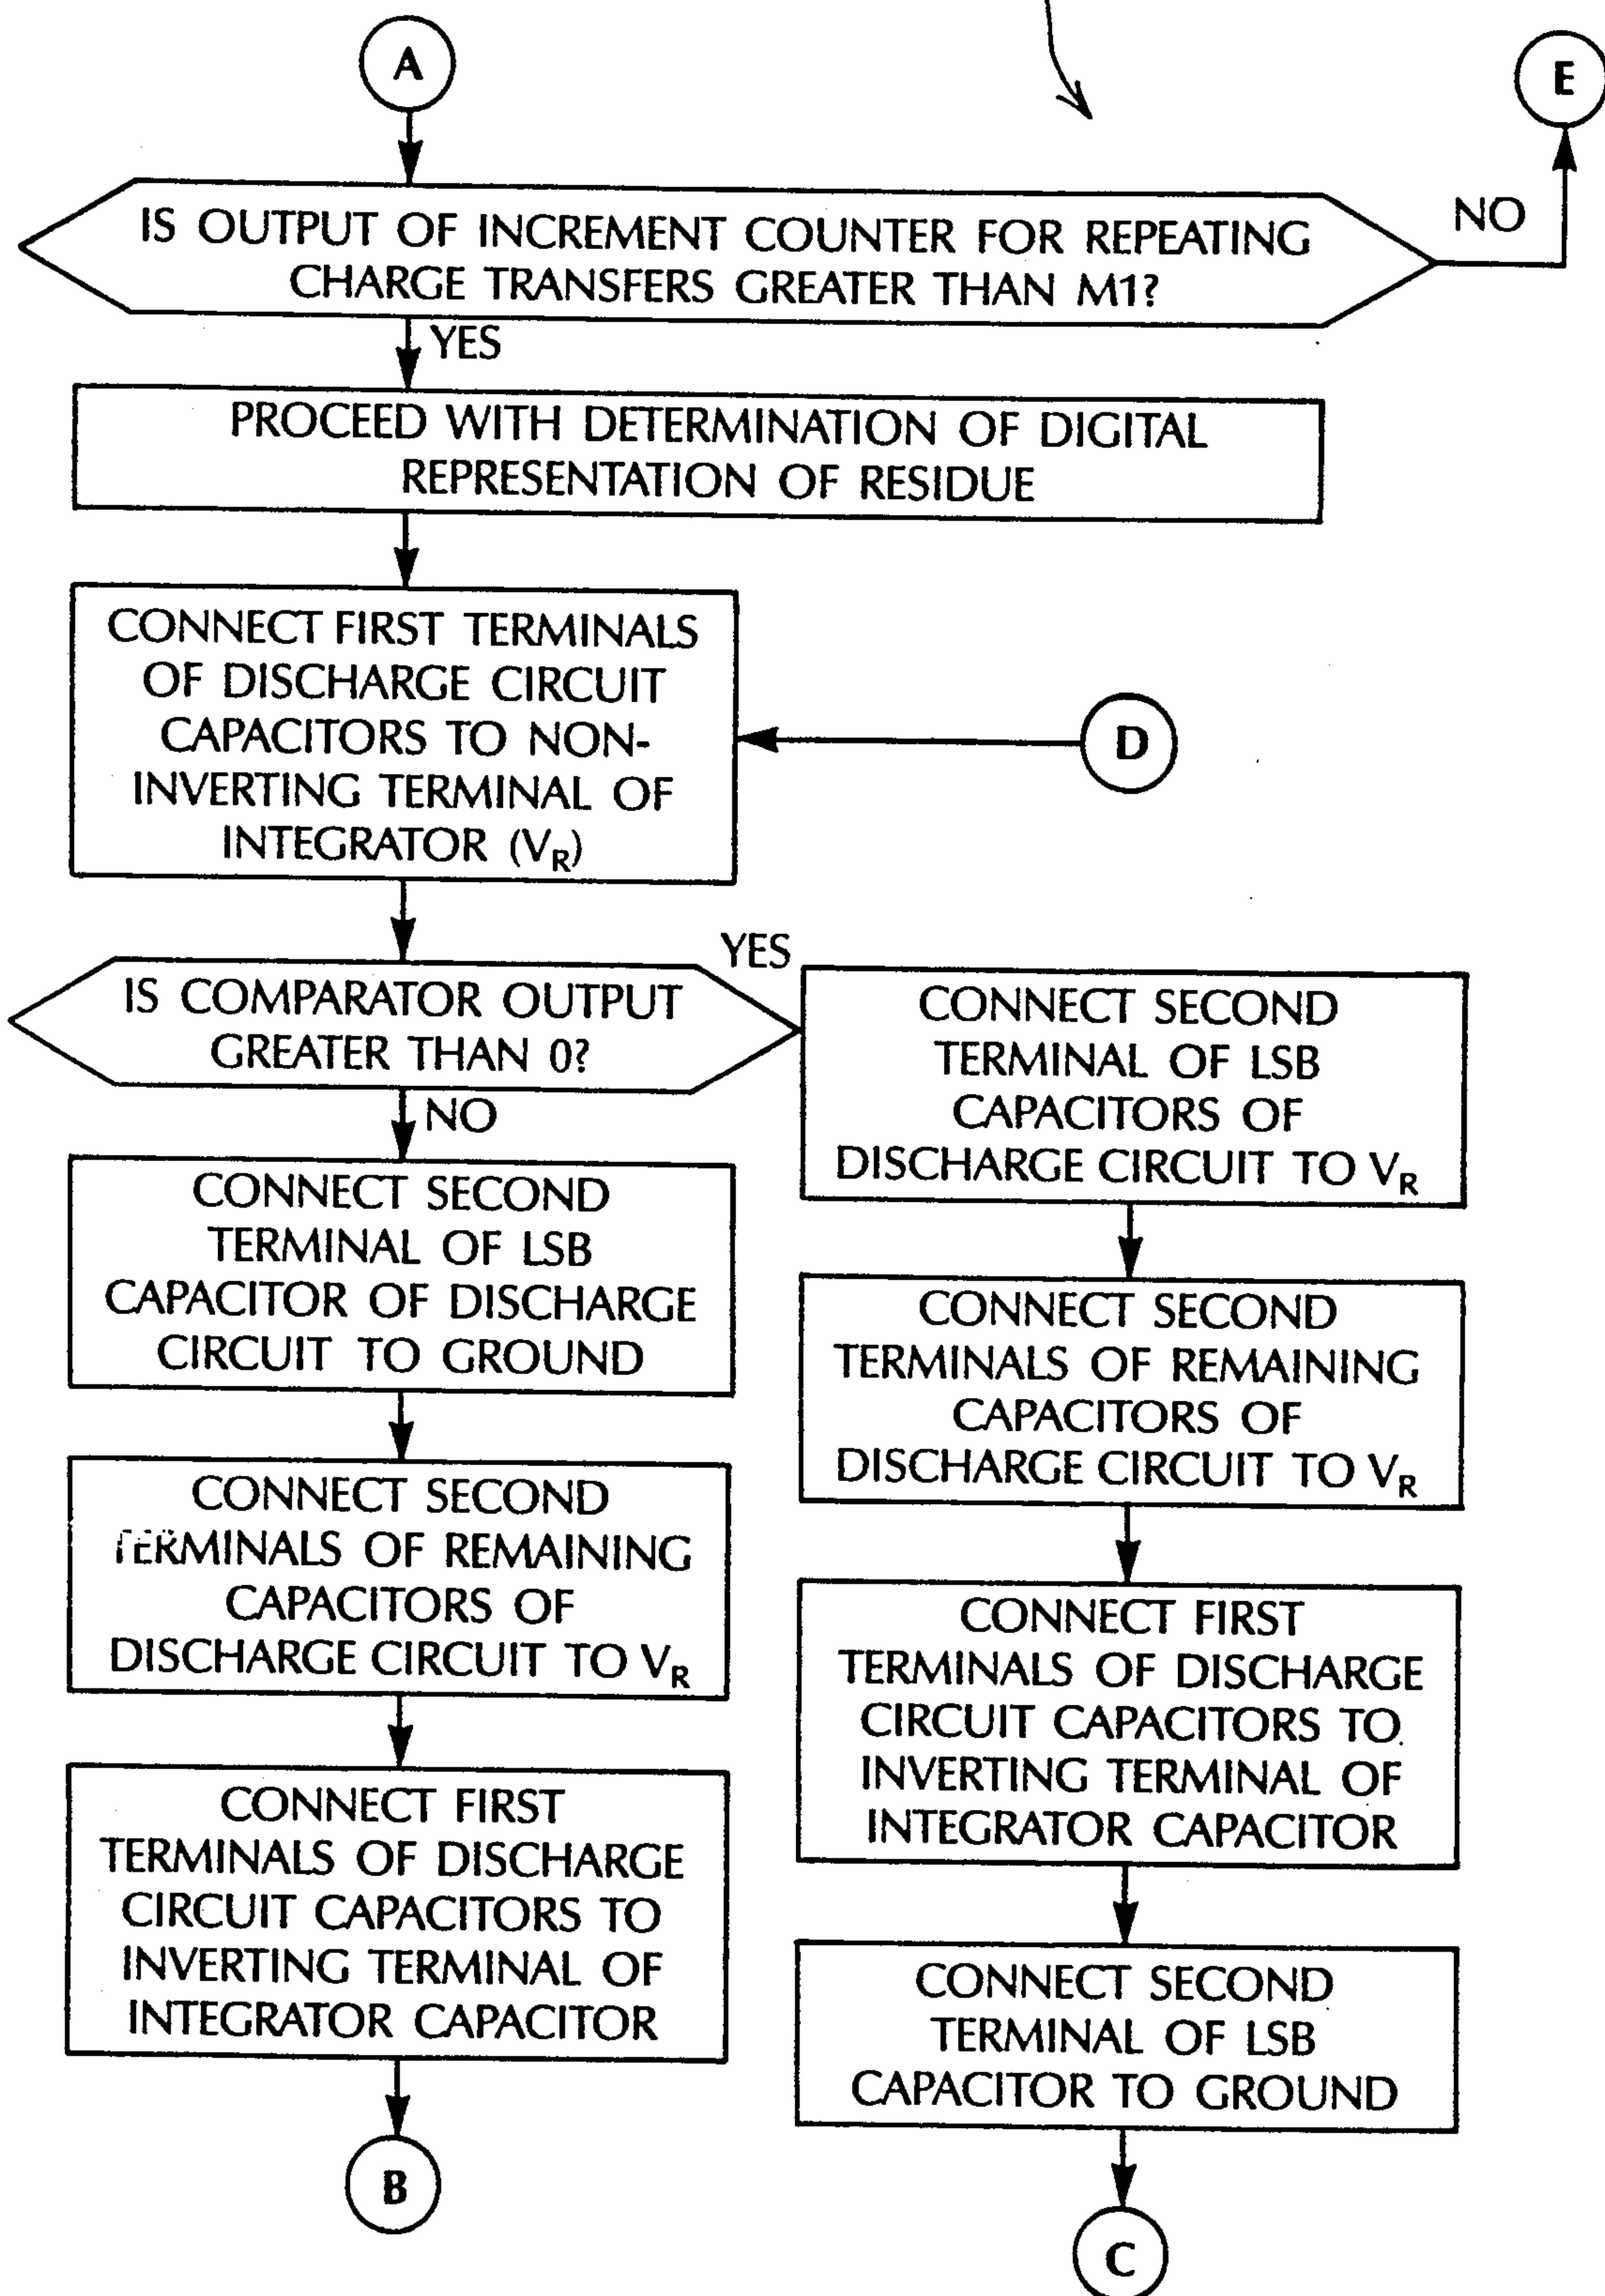 A
E
IS OUTPUT OF INCREMENT COUNTER FOR REPEATING
CHARGE TRANSFERS GREATER THAN M1?
NO
YES
PROCEED WITH DETERMINATION OF DIGITAL
REPRESENTATION OF RESIDUE
CONNECT FIRST TERMINALS
OF DISCHARGE CIRCUIT
CAPACITORS TO NON-
INVERTING TERMINAL OF
INTEGRATOR (VR)
D
IS COMPARATOR OUTPUT
GREATER THAN 0?
YES
NO
CONNECT SECOND
TERMINAL OF LSB
CAPACITOR OF DISCHARGE
CIRCUIT TO GROUND
CONNECT SECOND
TERMINALS OF REMAINING
CAPACITORS OF
DISCHARGE CIRCUIT TO VR
CONNECT FIRST
TERMINALS OF DISCHARGE
CIRCUIT CAPACITORS TO
INVERTING TERMINAL OF
INTEGRATOR CAPACITOR
B
CONNECT SECOND
TERMINAL OF LSB
CAPACITORS OF
DISCHARGE CIRCUIT TO VR
CONNECT SECOND
TERMINALS OF REMAINING
CAPACITORS OF
DISCHARGE CIRCUIT TO VR
CONNECT FIRST
TERMINALS OF DISCHARGE
CIRCUIT CAPACITORS TO
INVERTING TERMINAL OF
INTEGRATOR CAPACITOR
CONNECT SECOND
TERMINAL OF LSB
CAPACITOR TO GROUND
C